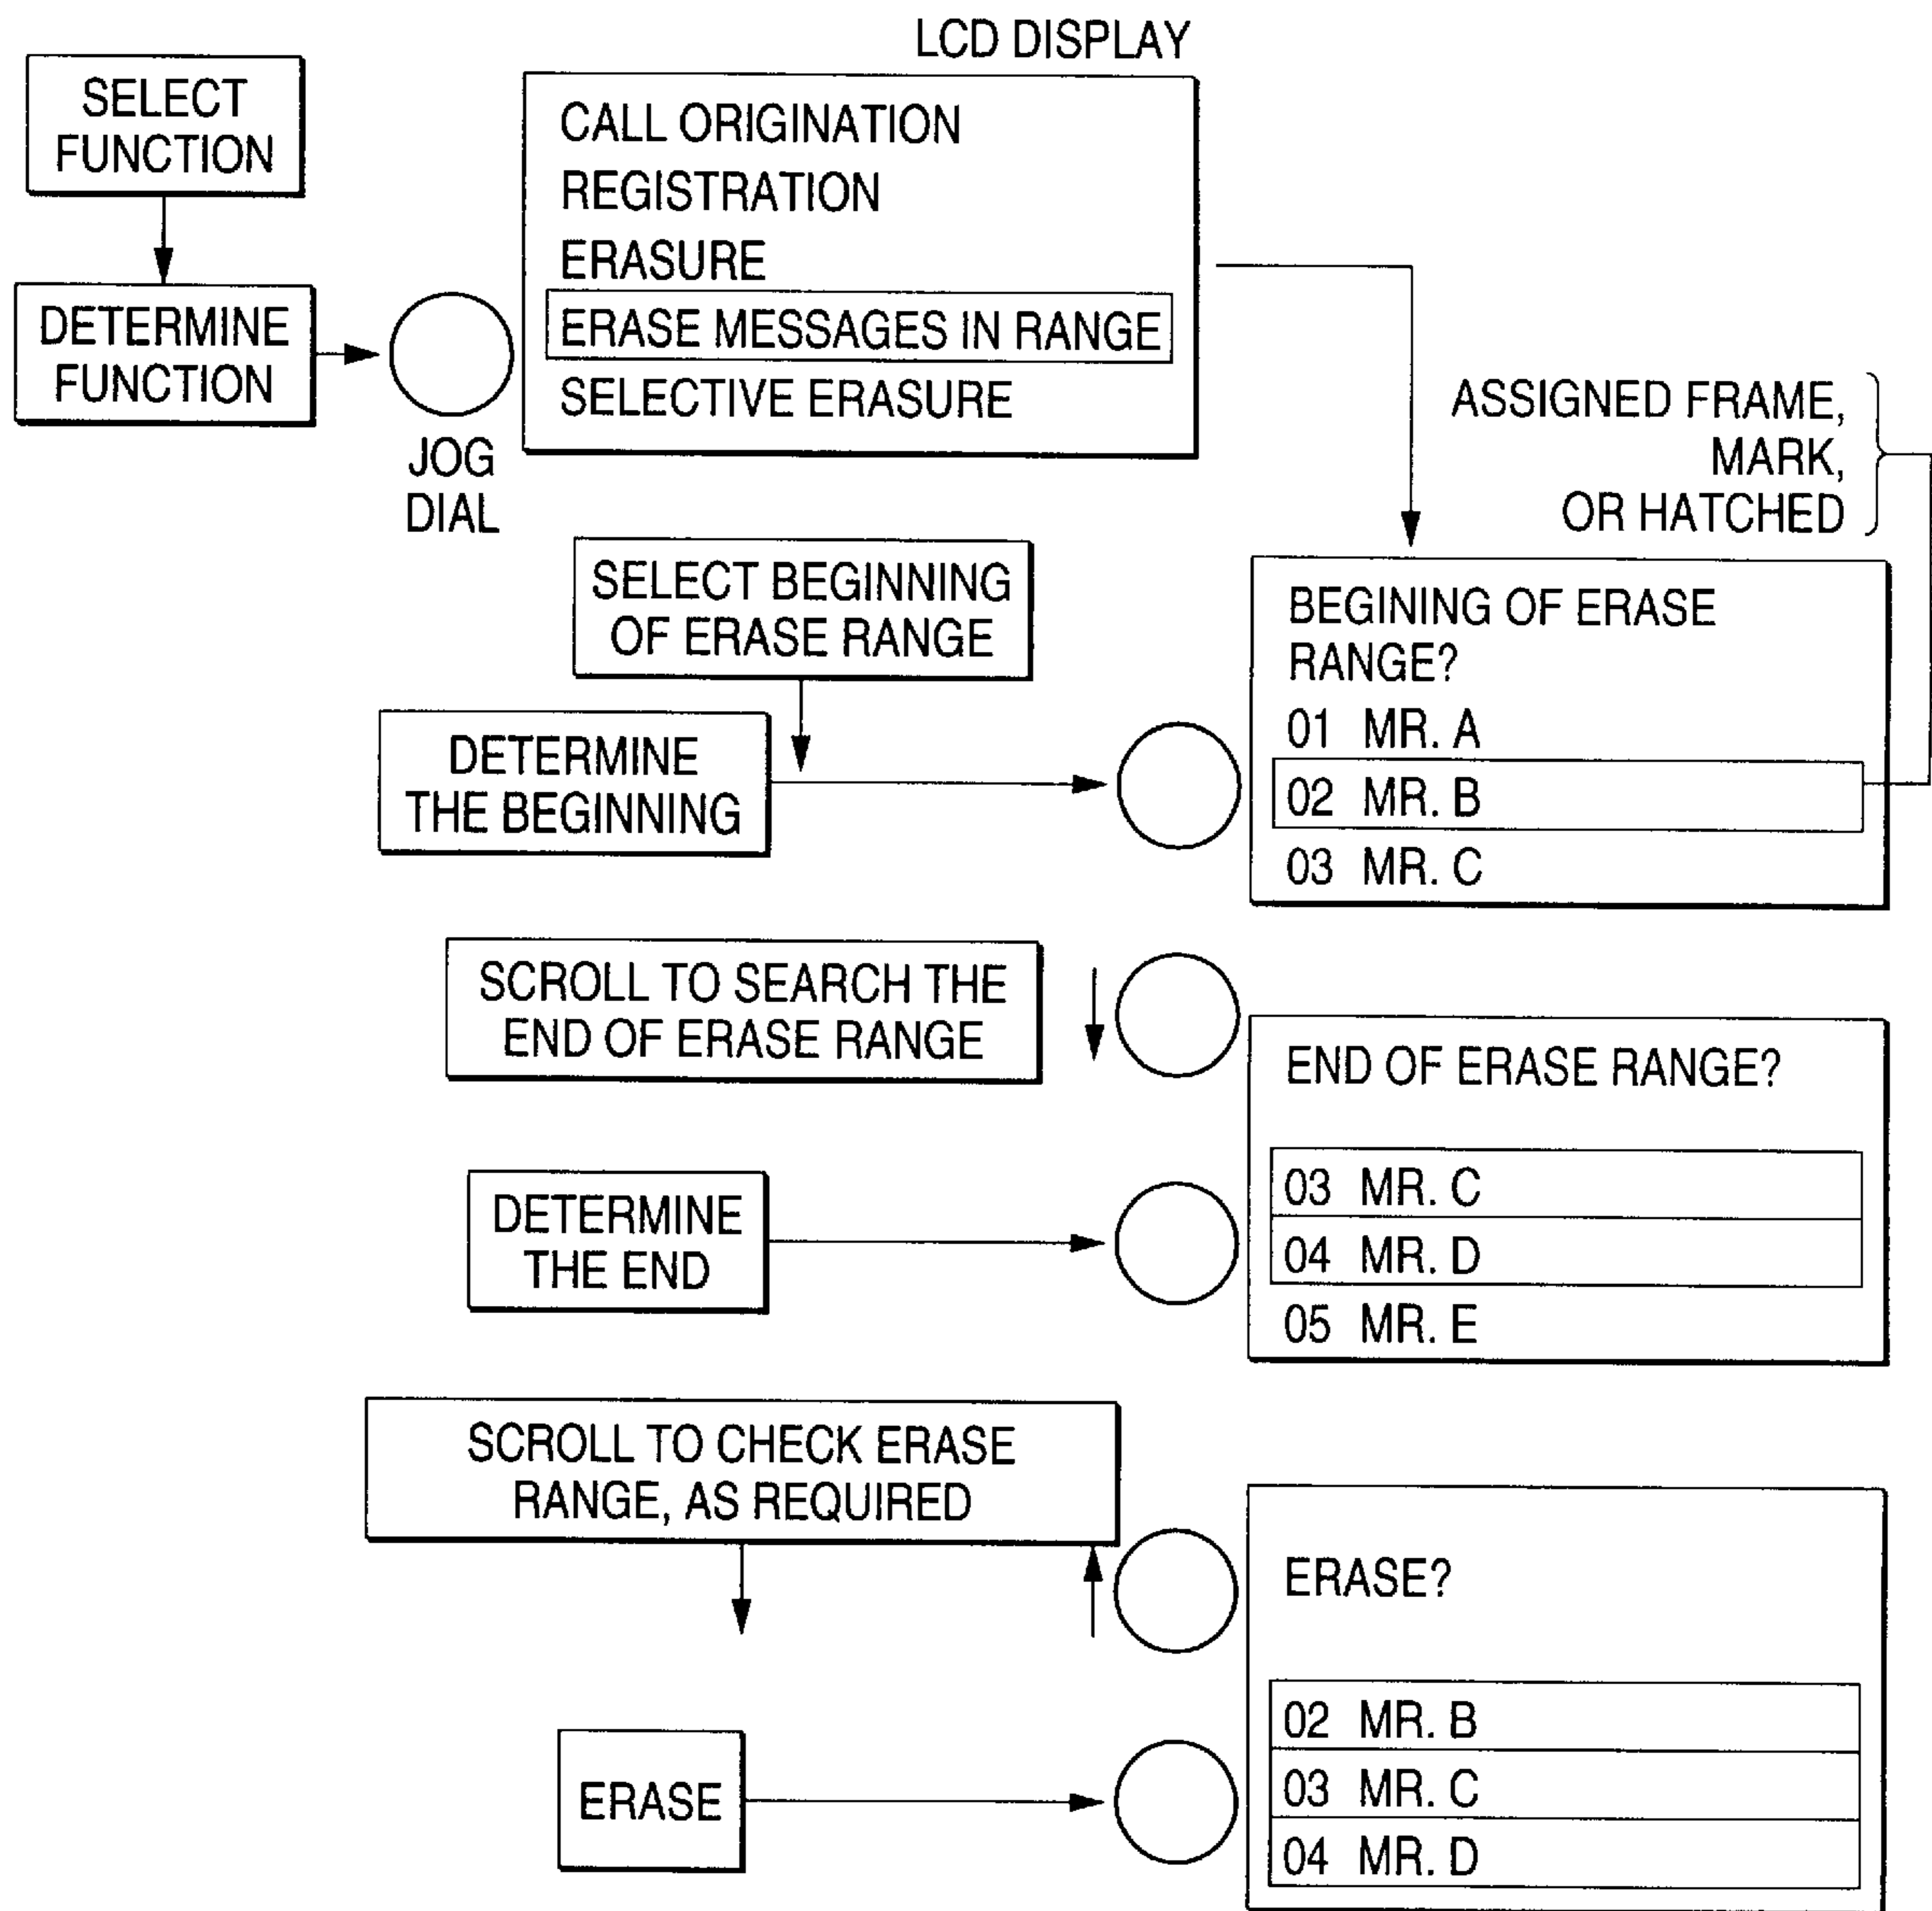 LCD DISPLAY
SELECT
FUNCTION
DETERMINE
FUNCTION
JOG
DIAL
CALL ORIGINATION
REGISTRATION
ERASURE
ERASE MESSAGES IN RANGE
SELECTIVE ERASURE
ASSIGNED FRAME,
MARK,
OR HATCHED
SELECT BEGINNING
OF ERASE RANGE
DETERMINE
THE BEGINNING
BEGINING OF ERASE
RANGE?
01 MR. A
02 MR. B
03 MR. C
SCROLL TO SEARCH THE
END OF ERASE RANGE
DETERMINE
THE END
END OF ERASE RANGE?
03 MR. C
04 MR. D
05 MR. E
SCROLL TO CHECK ERASE
RANGE, AS REQUIRED
ERASE
ERASE?
02 MR. B
03 MR. C
04 MR. D